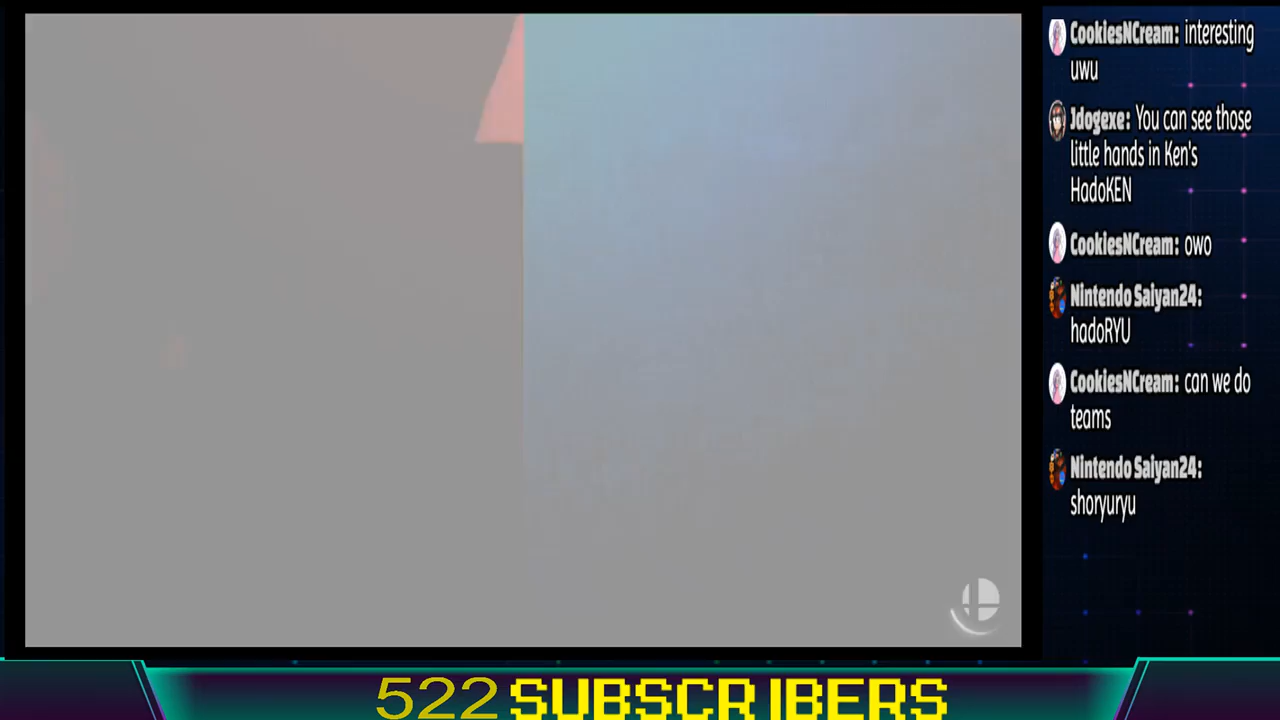 CookiesNCream: interesting
uwu
Jdogexe: You can see those
little hands in Ken's
HadoKEN
CookiesNCream: owo
Nintendo Saiyan24:
hadoRYU
CookiesNCream: can we do
teams
Nintendo Saiyan24:
shoryuryu
522 SUBSCRIBERS